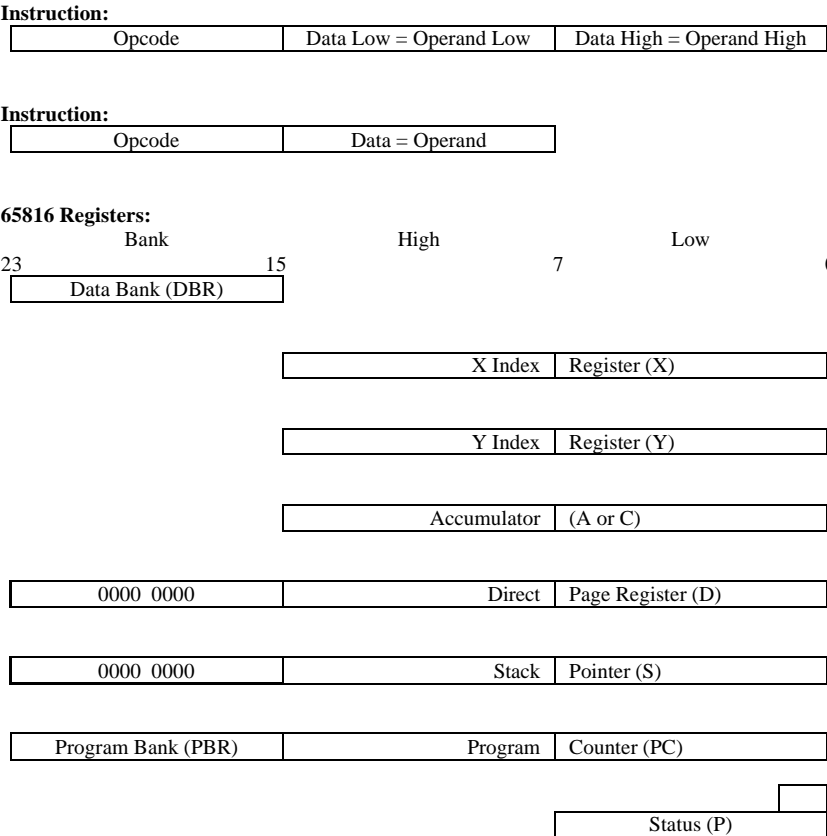 Instruction:
Opcode Data Low = Operand Low Data High = Operand High
Instruction:
Opcode Data = Operand
65816 Registers:
Bank High Low
23 15 7
Data Bank (DBR)
X Index Register (X)
Y Index Register (Y)
Accumulator (A or C)
0000 0000 Direct Page Register (D)
0000 0000 Stack Pointer (S)
Program Bank (PBR) Program Counter (PC)
Status (P)